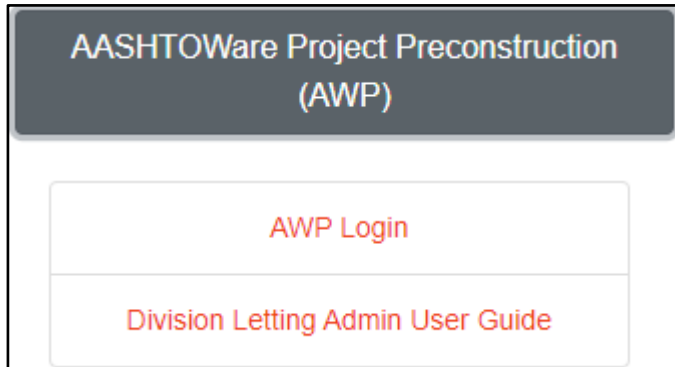 AASHTOWare Project Preconstruction
(AWP)
AWP Login
Division Letting Admin User Guide